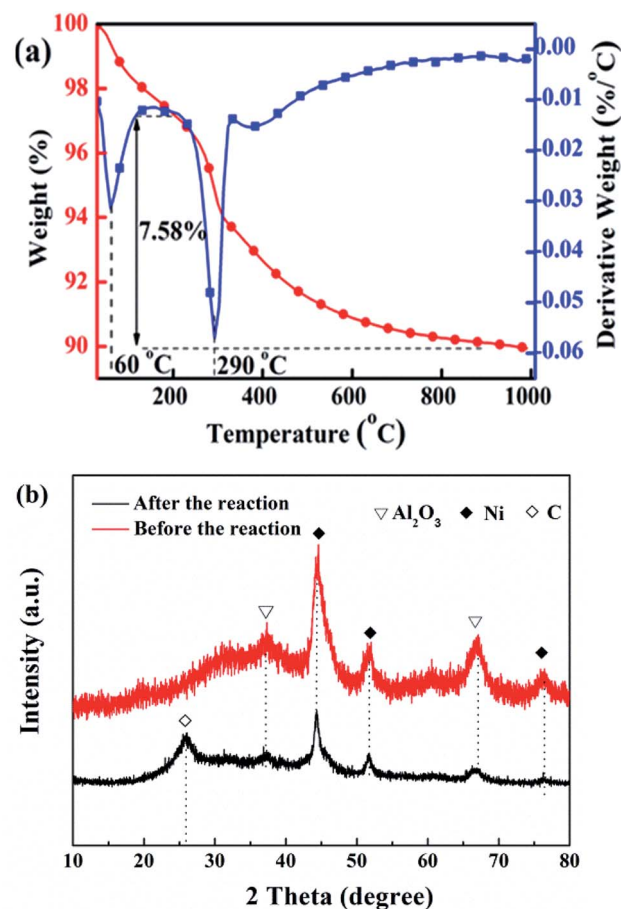 (a)
100
98
96
94
92
90
Weight (%)
0.00
-0.01
-0.02
-0.03
-0.04
-0.05
-0.06
Derivative Weight (%/°C)
7.58%
60 °C
290 °C
200 400 600 800 1000
Temperature (°C)
(b)
After the reaction
Before the reaction
▽ Al₂O₃ ◆ Ni ◇ C
Intensity (a.u.)
10 20 30 40 50 60 70 80
2 Theta (degree)